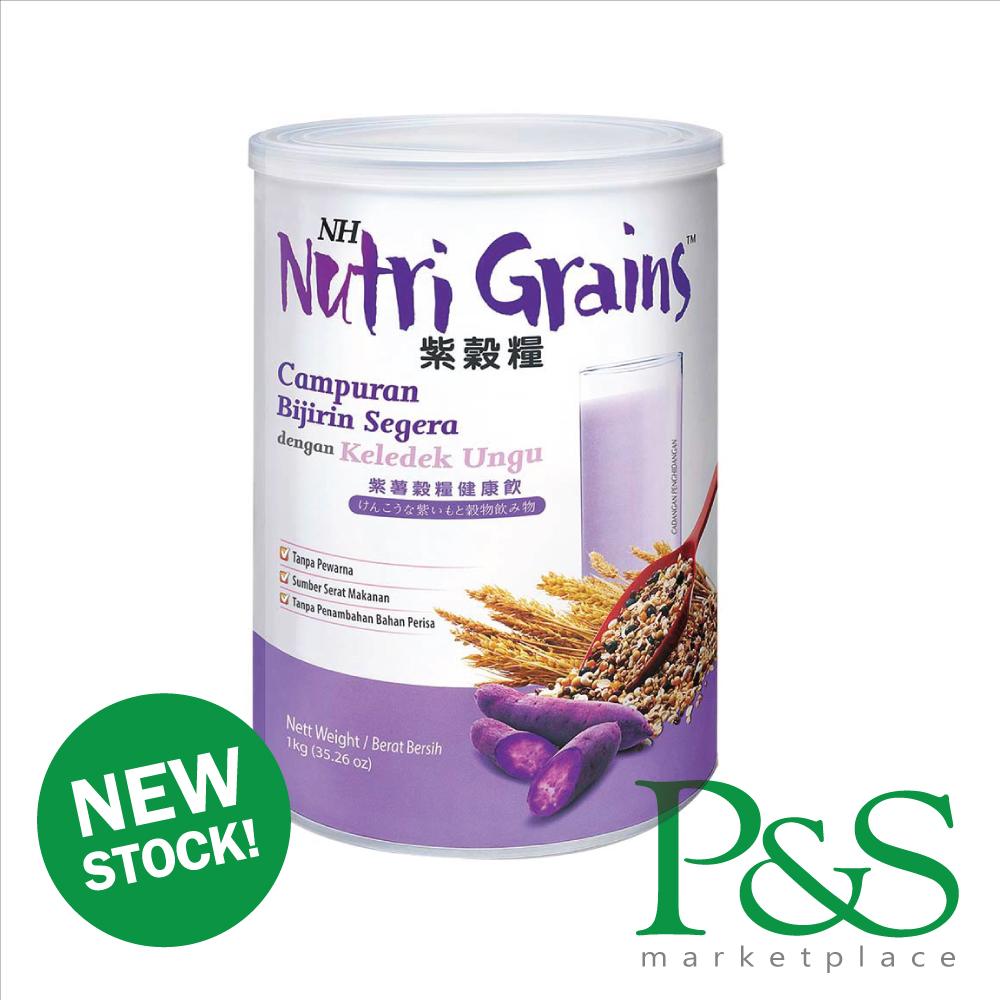 NH
Nutri Grains™
紫穀糧
Campuran
Bijirin Segera
dengan Keledek Ungu
紫薯穀糧健康飲
けんこうな紫いもと穀物飲み物
CADANGAN PENGHIDANGAN
Tanpa Pewarna
Sumber Serat Makanan
Tanpa Penambahan Bahan Perisa
Nett Weight / Berat Bersih
1kg (35.26 oz)
NEW
STOCK!
P&S
marketplace